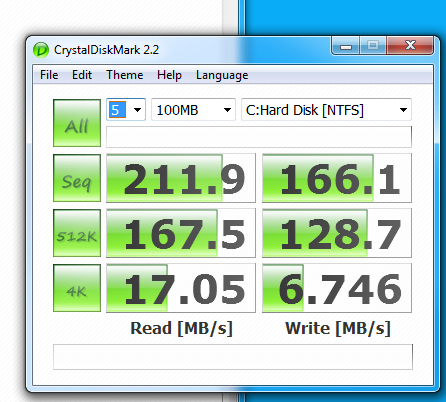 CrystalDiskMark 2.2
File Edit Theme Help Language
All 5 100MB C:Hard Disk [NTFS]
Seq 211.9 166.1
512K 167.5 128.7
4K 17.05 6.746
Read [MB/s] Write [MB/s]